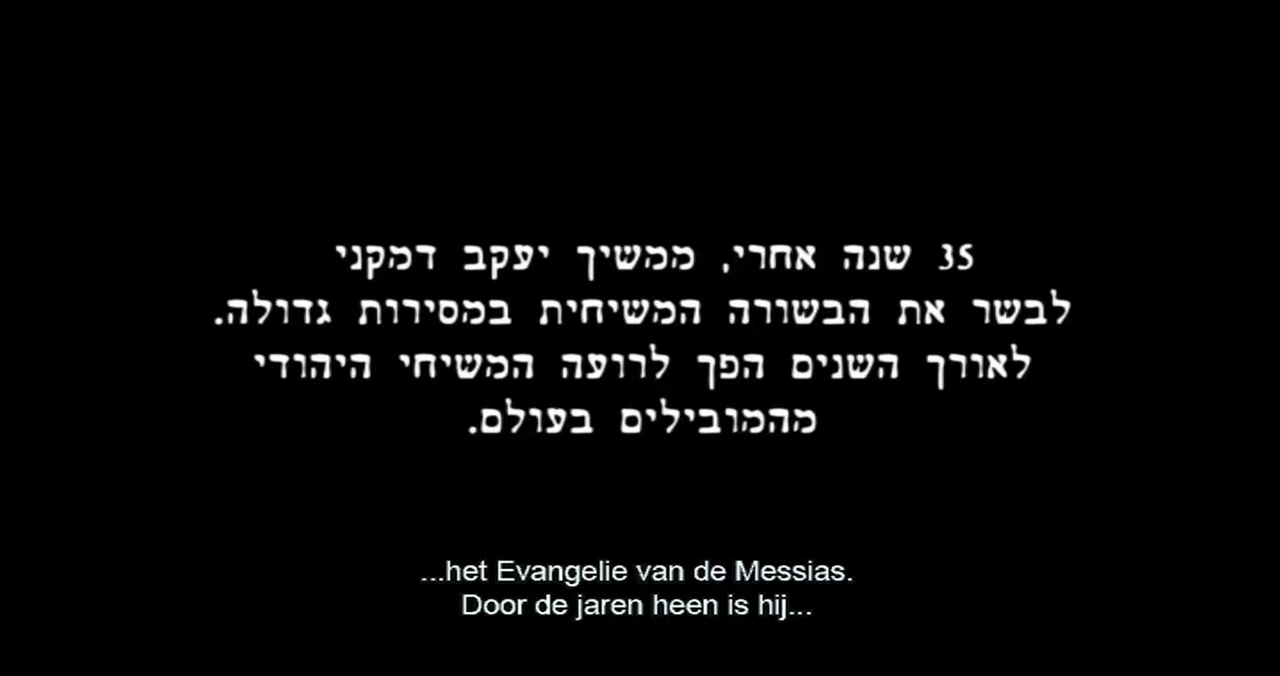 35 שנה אחרי, ממשיך יעקב דמקני
לבשר את הבשורה המשיחית במסירות גדולה.
לאורך השנים הפך לרועה המשיחי היהודי
מהמובילים בעולם.
...het Evangelie van de Messias.
Door de jaren heen is hij...